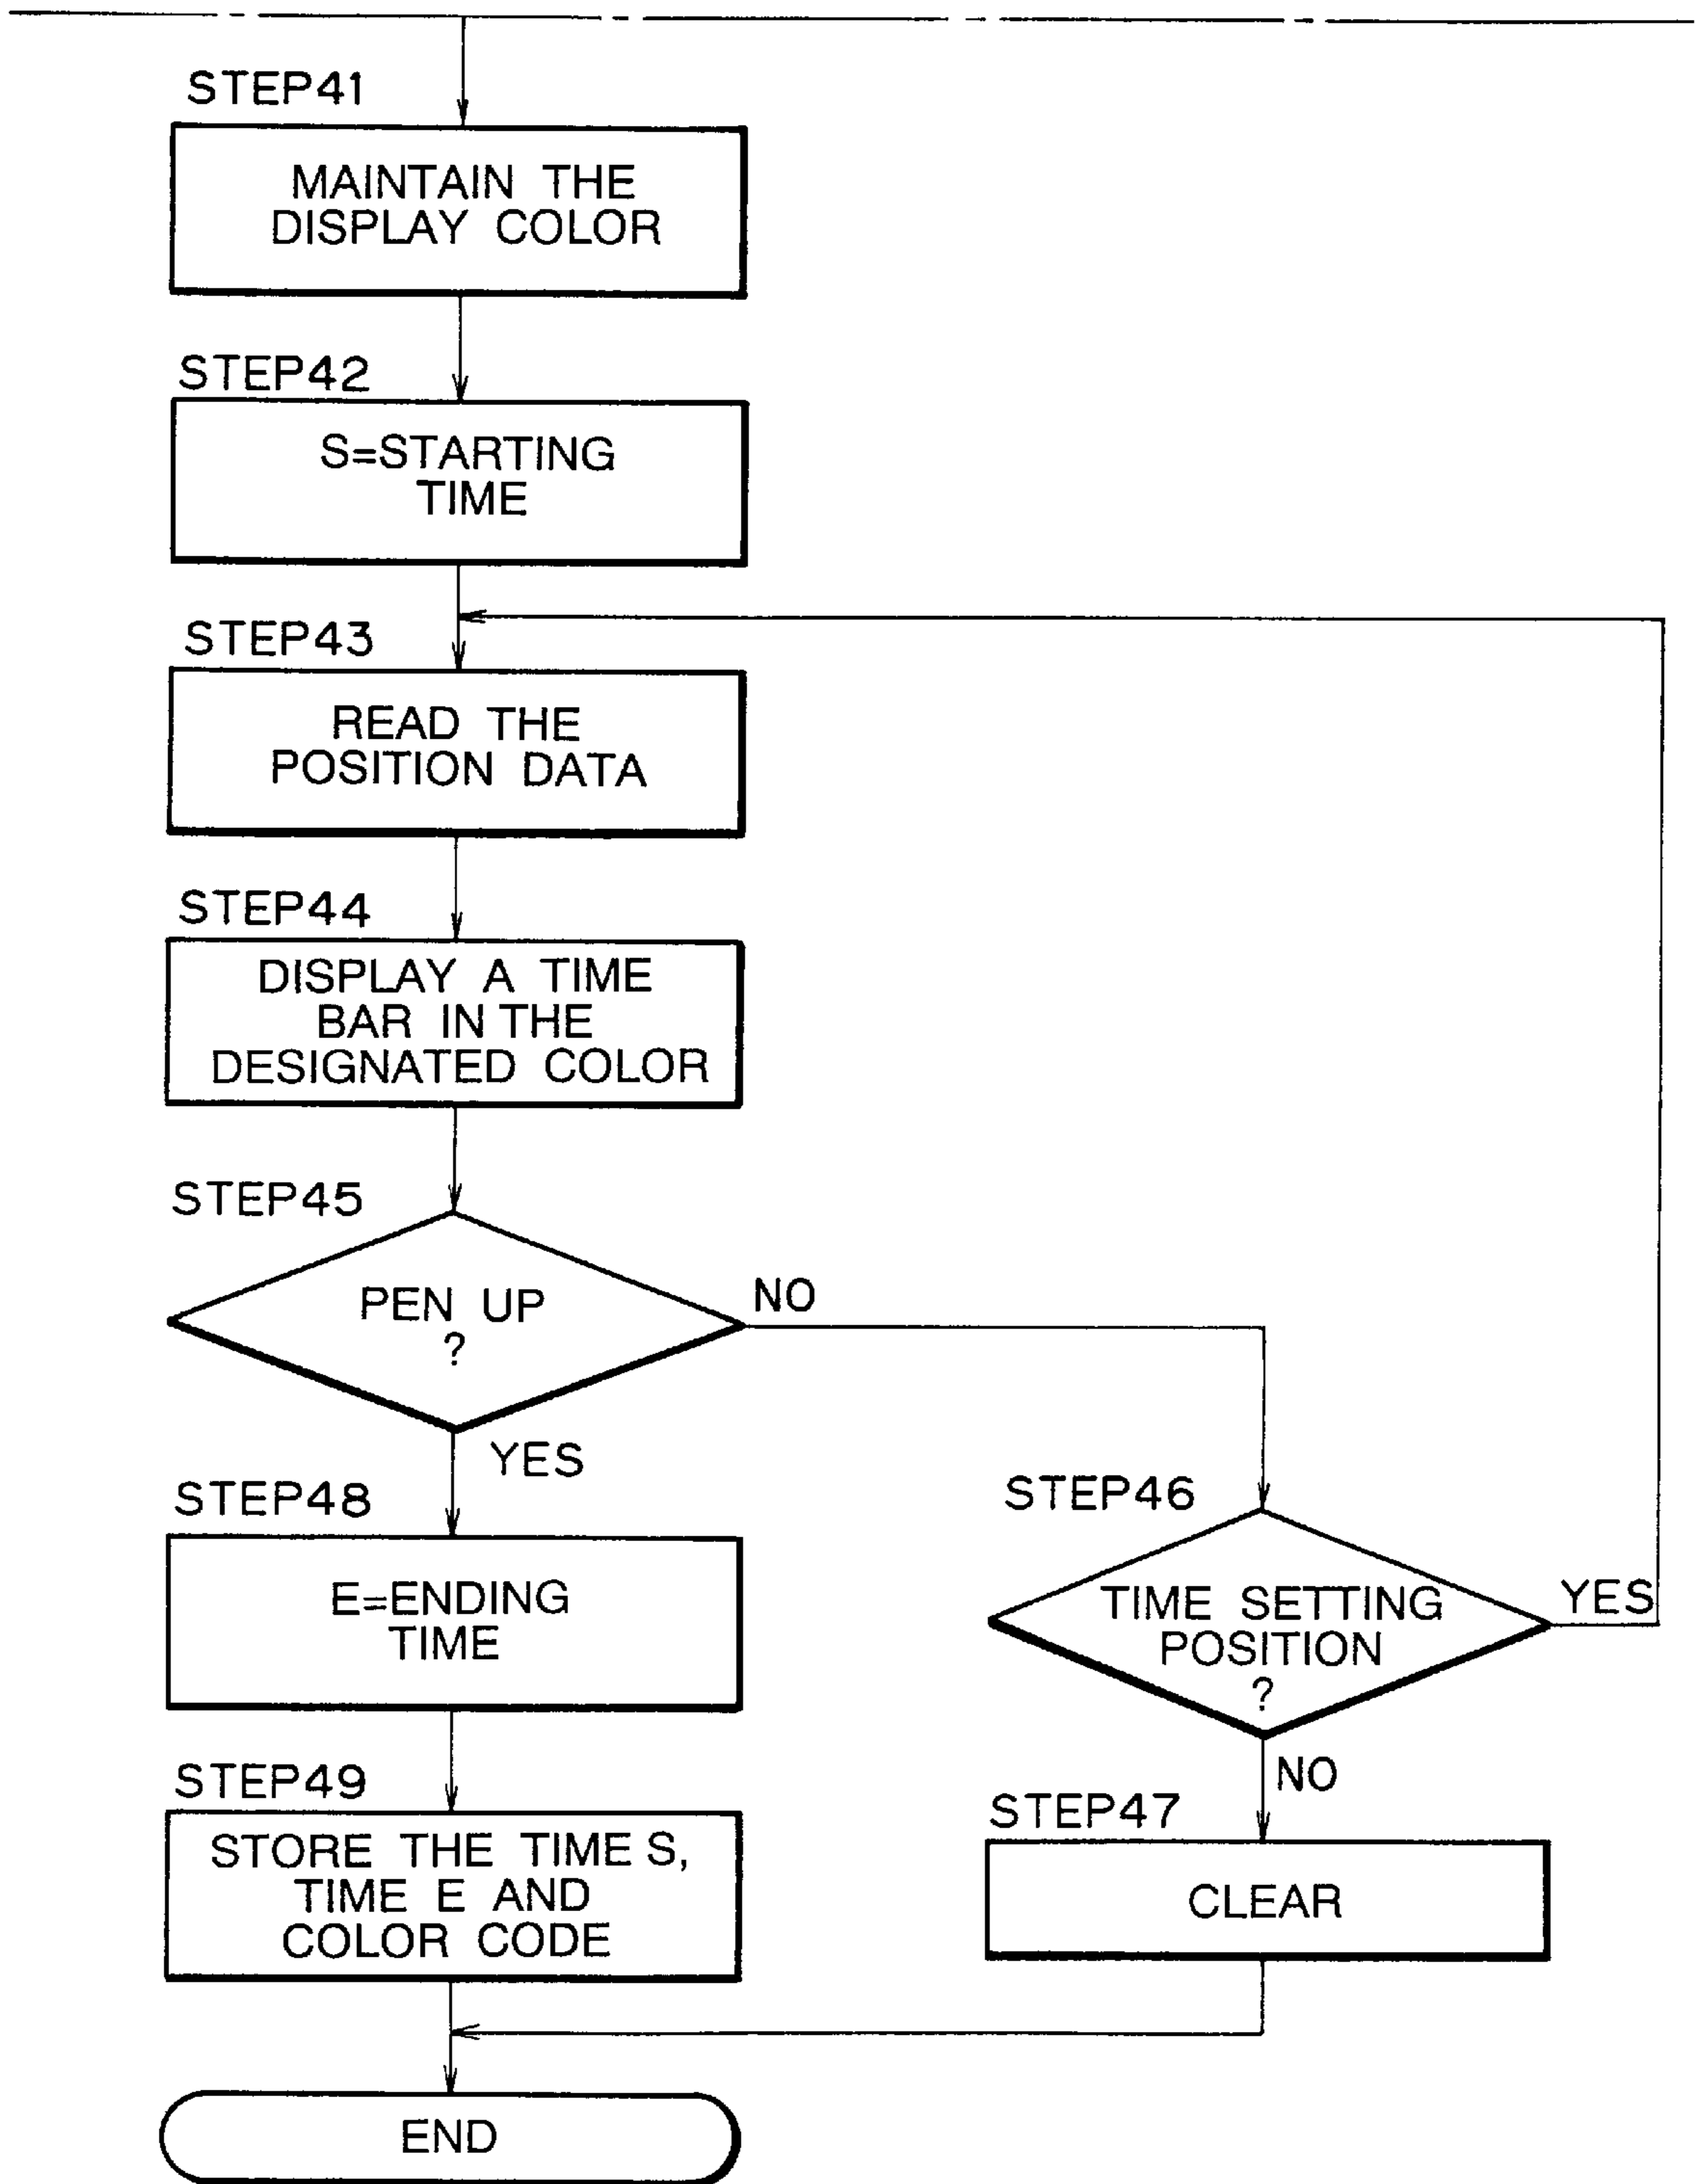 STEP41
MAINTAIN THE
DISPLAY COLOR
STEP42
S=STARTING
TIME
STEP43
READ THE
POSITION DATA
STEP44
DISPLAY A TIME
BAR IN THE
DESIGNATED COLOR
STEP45
PEN UP
?
NO
YES
STEP46
TIME SETTING
POSITION
?
YES
NO
STEP47
CLEAR
STEP48
E=ENDING
TIME
STEP49
STORE THE TIME S,
TIME E AND
COLOR CODE
END